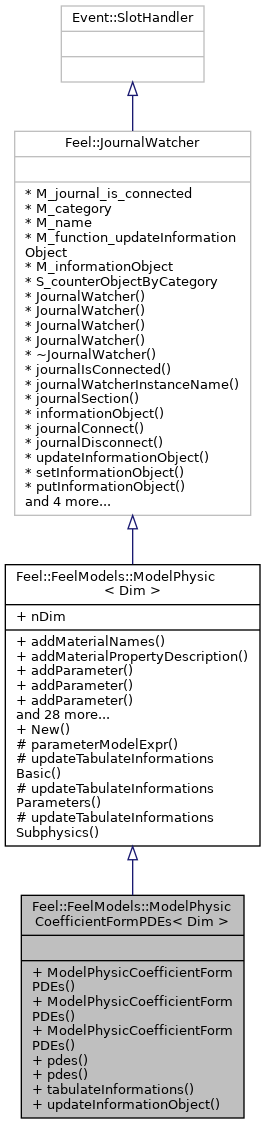 Event::SlotHandler
Feel::JournalWatcher
* M_journal_is_connected
* M_category
* M_name
* M_function_updateInformation
Object
* M_informationObject
* S_counterObjectByCategory
* JournalWatcher()
* JournalWatcher()
* JournalWatcher()
* JournalWatcher()
* ~JournalWatcher()
* journalIsConnected()
* journalWatcherInstanceName()
* journalSection()
* informationObject()
* journalConnect()
* journalDisconnect()
* updateInformationObject()
* setInformationObject()
* putInformationObject()
and 4 more...
Feel::FeelModels::ModelPhysic
< Dim >
+ nDim
+ addMaterialNames()
+ addMaterialPropertyDescription()
+ addParameter()
+ addParameter()
+ addParameter()
and 28 more...
+ New()
# parameterModelExpr()
# updateTabulateInformations
Basic()
# updateTabulateInformations
Parameters()
# updateTabulateInformations
Subphysics()
Feel::FeelModels::ModelPhysic
CoefficientFormPDEs< Dim >
+ ModelPhysicCoefficientForm
PDEs()
+ ModelPhysicCoefficientForm
PDEs()
+ ModelPhysicCoefficientForm
PDEs()
+ pdes()
+ pdes()
+ tabulateInformations()
+ updateInformationObject()